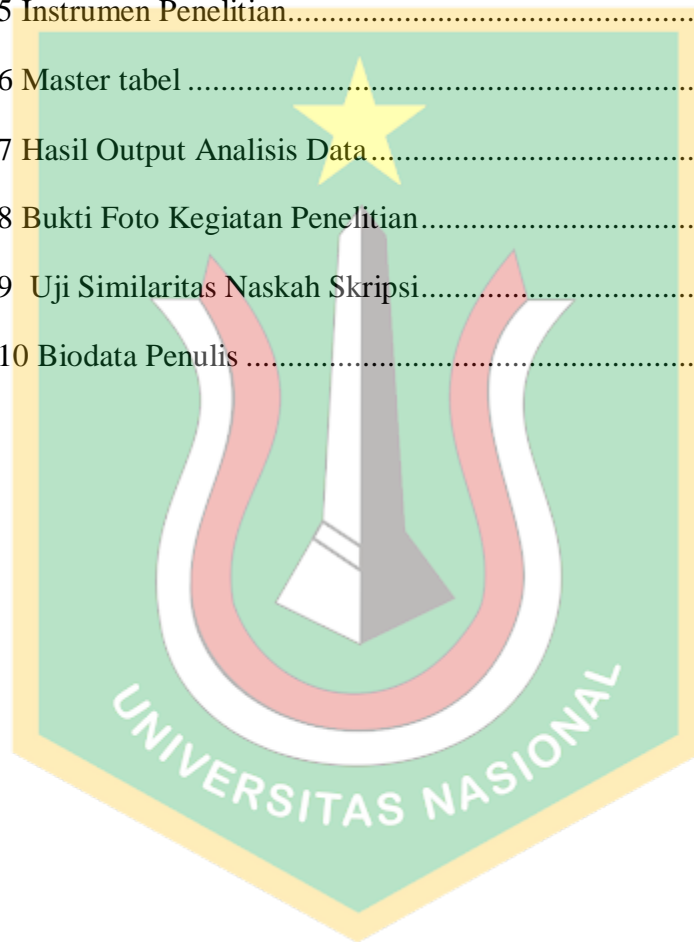 5 Instrumen Penelitian........................................................
6 Master tabel ....................................................................
7 Hasil Output Analisis Data..............................................
8 Bukti Foto Kegiatan Penelitian........................................
9  Uji Similaritas Naskah Skripsi........................................
10 Biodata Penulis .............................................................
UNIVERSITAS NASIONAL